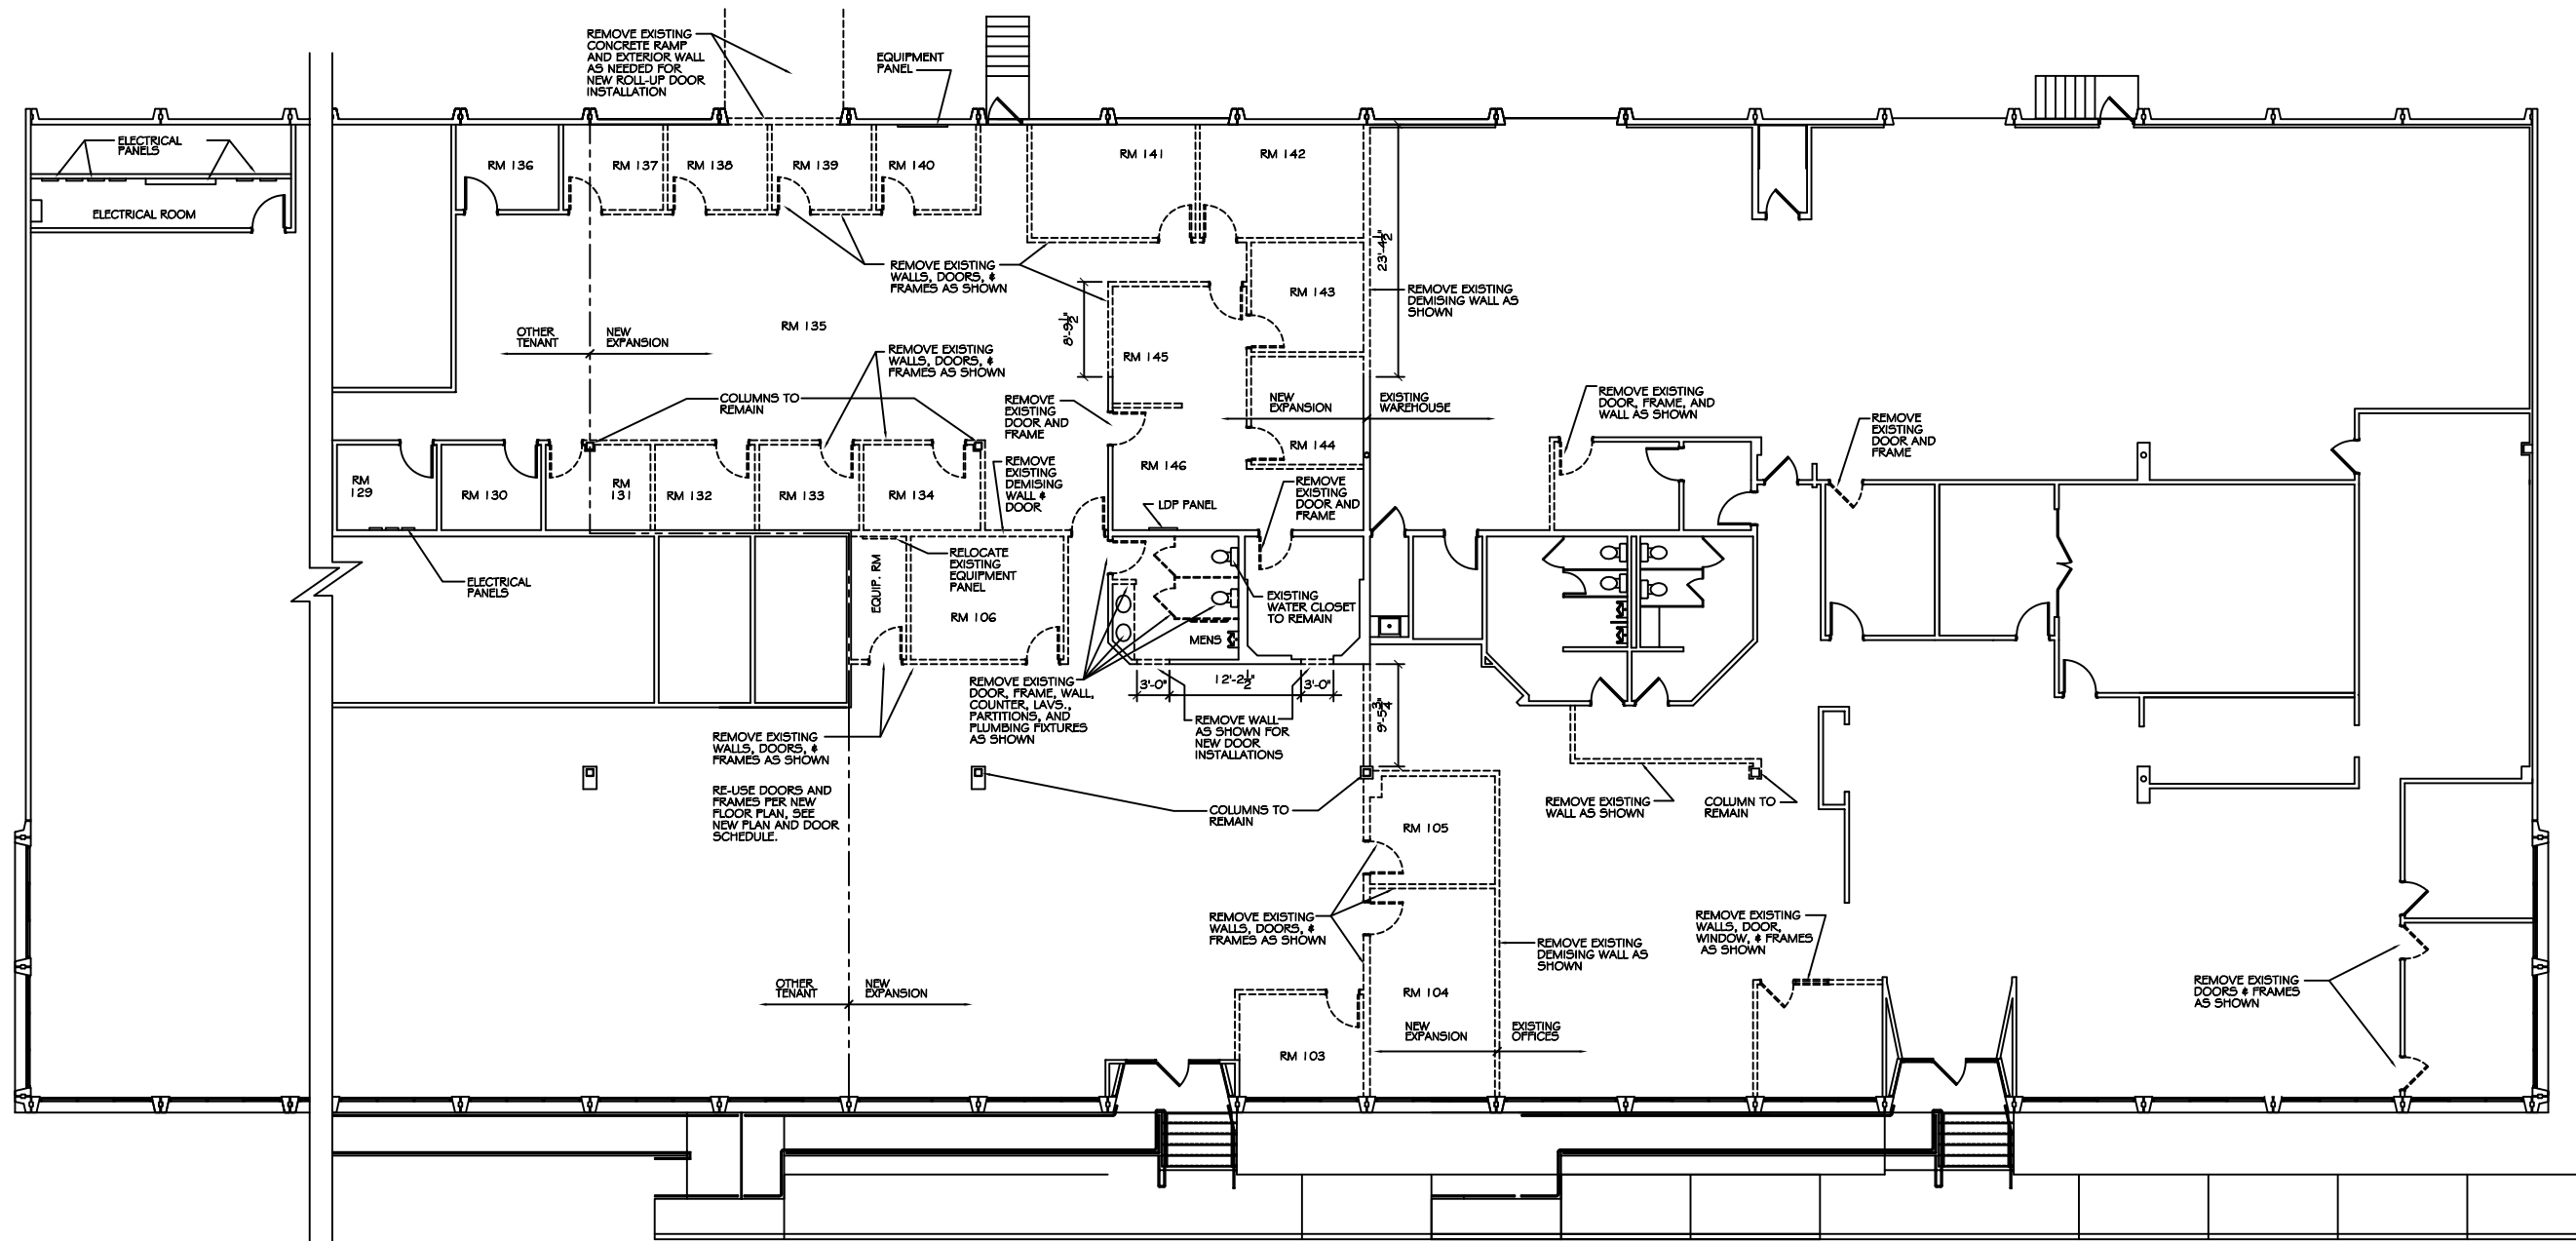 REMOVE EXISTING
CONCRETE RAMP
AND EXTERIOR WALL
AS NEEDED FOR
NEW ROLL-UP DOOR
INSTALLATION
EQUIPMENT
PANEL
ELECTRICAL
PANELS
ELECTRICAL ROOM
RM 136
RM 137
RM 138
RM 139
RM 140
RM 141
RM 142
REMOVE EXISTING
WALLS, DOORS, &
FRAMES AS SHOWN
23'-4½"
RM 143
REMOVE EXISTING
DEMISING WALL AS
SHOWN
OTHER
TENANT
NEW
EXPANSION
RM 135
8'-9½"
RM 145
REMOVE EXISTING
WALLS, DOORS, &
FRAMES AS SHOWN
COLUMNS TO
REMAIN
REMOVE
EXISTING
DOOR AND
FRAME
NEW
EXPANSION
EXISTING
WAREHOUSE
REMOVE EXISTING
DOOR, FRAME, AND
WALL AS SHOWN
REMOVE
EXISTING
DOOR AND
FRAME
RM 144
RM
129
RM 130
RM
131
RM 132
RM 133
RM 134
REMOVE
EXISTING
DEMISING
WALL &
DOOR
RM 146
LDP PANEL
REMOVE
EXISTING
DOOR AND
FRAME
ELECTRICAL
PANELS
EQUIP. RM
RELOCATE
EXISTING
EQUIPMENT
PANEL
RM 106
EXISTING
WATER CLOSET
TO REMAIN
MENS
REMOVE EXISTING
DOOR, FRAME, WALL,
COUNTER, LAVS.,
PARTITIONS, AND
PLUMBING FIXTURES
AS SHOWN
3'-0"
12'-2½"
3'-0"
9'-5¾"
REMOVE WALL
AS SHOWN FOR
NEW DOOR
INSTALLATIONS
REMOVE EXISTING
WALLS, DOORS, &
FRAMES AS SHOWN
RE-USE DOORS AND
FRAMES PER NEW
FLOOR PLAN, SEE
NEW PLAN AND DOOR
SCHEDULE.
COLUMNS TO
REMAIN
REMOVE EXISTING
WALL AS SHOWN
COLUMN TO
REMAIN
RM 105
REMOVE EXISTING
WALLS, DOORS, &
FRAMES AS SHOWN
REMOVE EXISTING
DEMISING WALL AS
SHOWN
REMOVE EXISTING
WALLS, DOOR,
WINDOW, & FRAMES
AS SHOWN
OTHER
TENANT
NEW
EXPANSION
RM 104
REMOVE EXISTING
DOORS & FRAMES
AS SHOWN
NEW
EXPANSION
EXISTING
OFFICES
RM 103